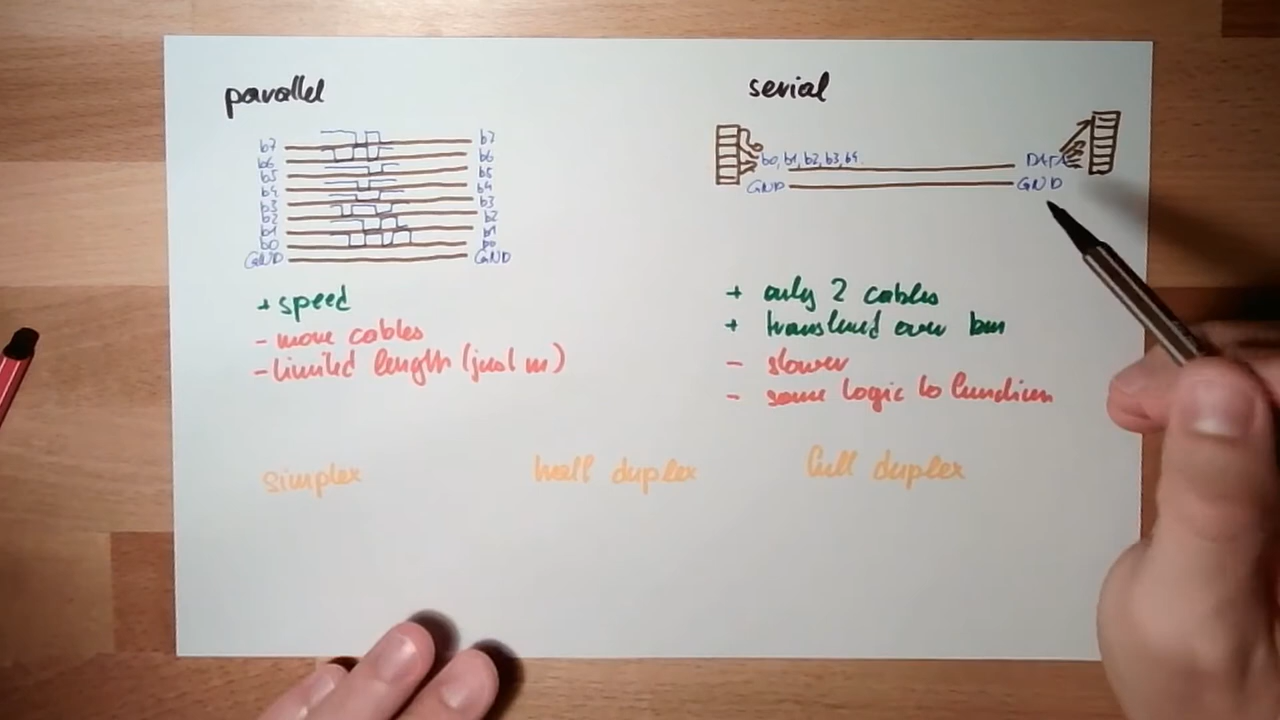 parallel
b7 b7
b6 b6
b5 b5
b4 b4
b3 b3
b2 b2
b1 b1
b0 b0
GND GND
+ speed
- more cables
- limited length (just m)
serial
b0, b1, b2, b3, b4. DATA
GND GND
+ only 2 cables
+ over km
- slower
- some logic to function
simplex
half duplex
full duplex